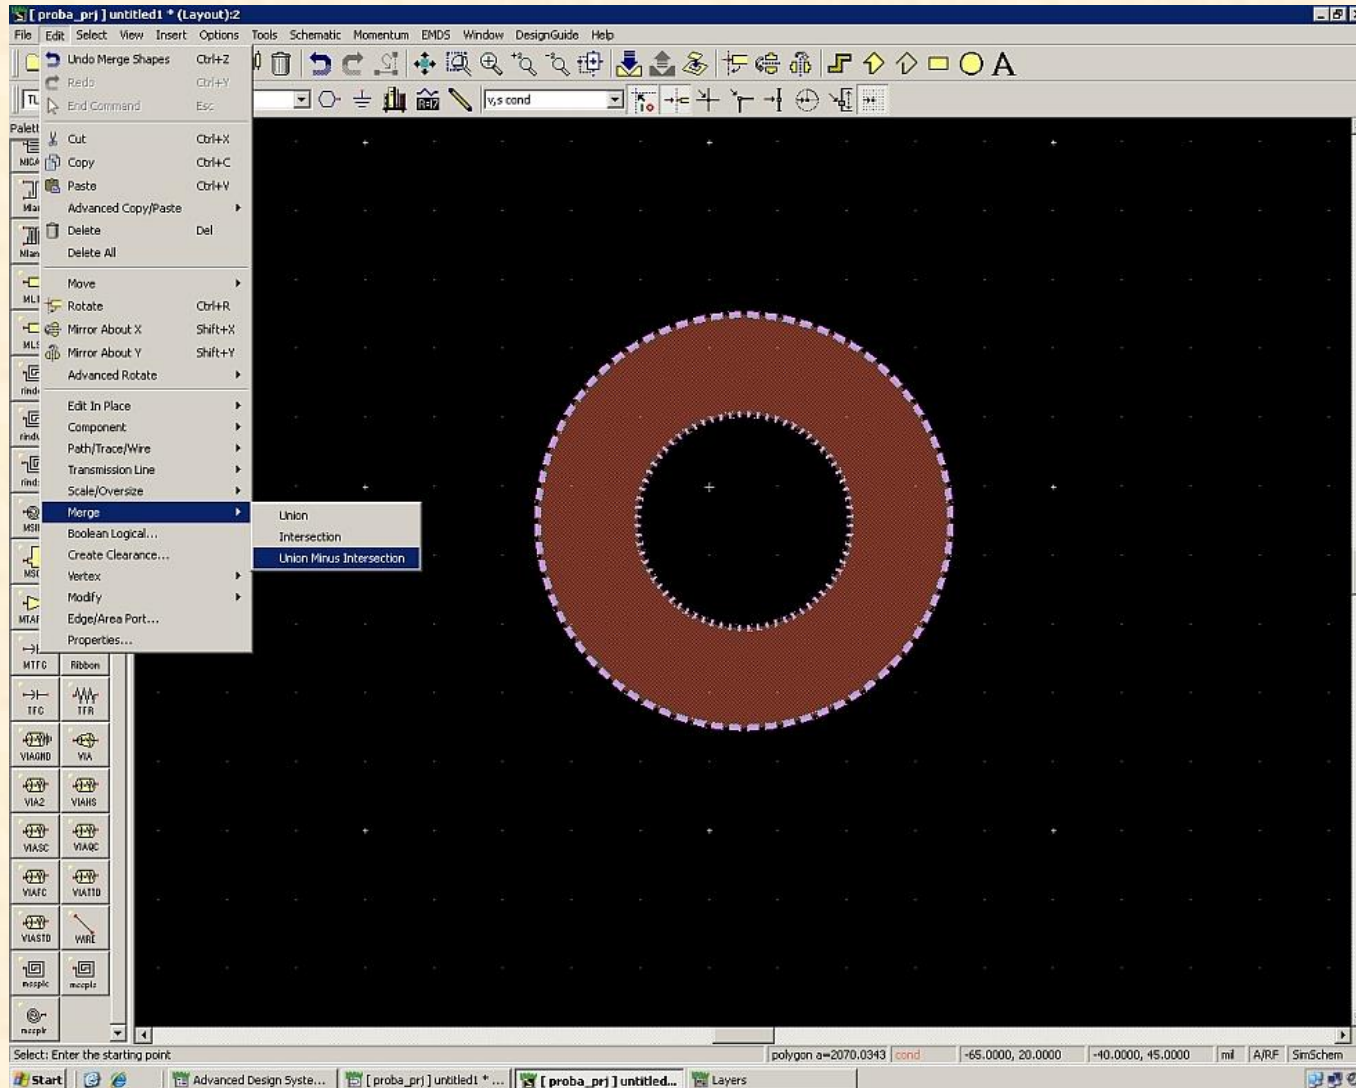 [ proba_prj ] untitled1 * (Layout):2
File Edit Select View Insert Options Tools Schematic Momentum EMDS Window DesignGuide Help
Undo Merge Shapes Ctrl+Z
Redo Ctrl+Y
End Command Esc
v,s cond
Cut Ctrl+X
Copy Ctrl+C
Paste Ctrl+V
Advanced Copy/Paste
Delete Del
Delete All
Move
Rotate Ctrl+R
Mirror About X Shift+X
Mirror About Y Shift+Y
Advanced Rotate
Edit In Place
Component
Path/Trace/Wire
Transmission Line
Scale/Oversize
Merge
Union
Intersection
Union Minus Intersection
Boolean Logical...
Create Clearance...
Vertex
Modify
Edge/Area Port...
Properties...
MTFC Ribbon
TFC TFR
VIAGND VIA
VIA2 VIAHS
VIASC VIAQC
VIAFC VIATTD
VIASTD WIRE
Select: Enter the starting point
polygon a=2070.0343 cond -65.0000, 20.0000 -40.0000, 45.0000 mil A/RF SimSchem
Start Advanced Design Syste... [ proba_prj ] untitled1 * ... [ proba_prj ] untitled... Layers